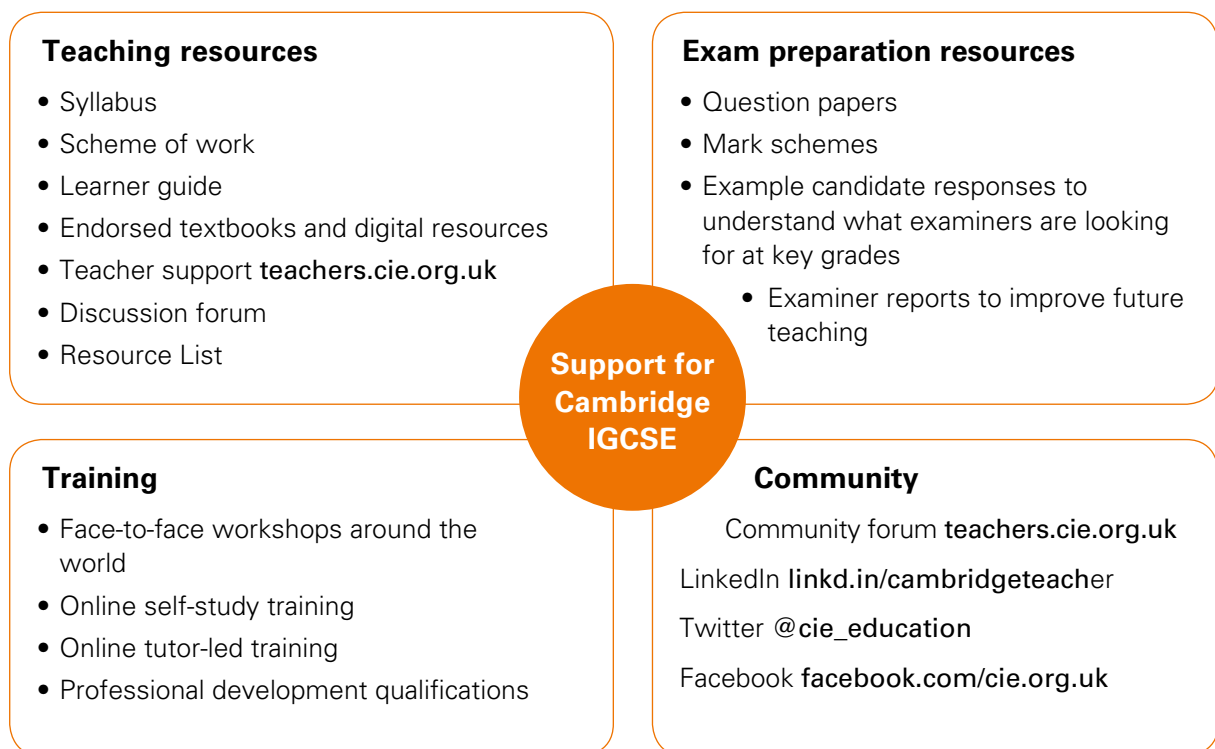 Teaching resources
• Syllabus
• Scheme of work
• Learner guide
• Endorsed textbooks and digital resources
• Teacher support teachers.cie.org.uk
• Discussion forum
• Resource List
Exam preparation resources
• Question papers
• Mark schemes
• Example candidate responses to
understand what examiners are looking
for at key grades
• Examiner reports to improve future
teaching
Support for
Cambridge
IGCSE
Training
• Face-to-face workshops around the
world
• Online self-study training
• Online tutor-led training
• Professional development qualifications
Community
Community forum teachers.cie.org.uk
LinkedIn linkd.in/cambridgeteacher
Twitter @cie_education
Facebook facebook.com/cie.org.uk